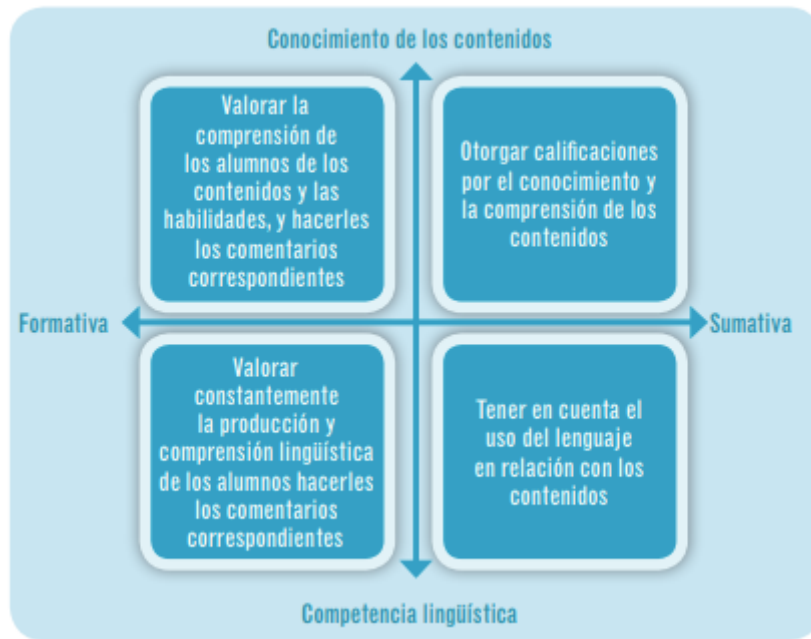 Conocimiento de los contenidos
Valorar la
comprensión de
los alumnos de los
contenidos y las
habilidades, y hacerles
los comentarios
correspondientes
Otorgar calificaciones
por el conocimiento y
la comprensión de los
contenidos
Formativa
Sumativa
Valorar
constantemente
la producción y
comprensión lingüística
de los alumnos hacerles
los comentarios
correspondientes
Tener en cuenta el
uso del lenguaje
en relación con los
contenidos
Competencia lingüística